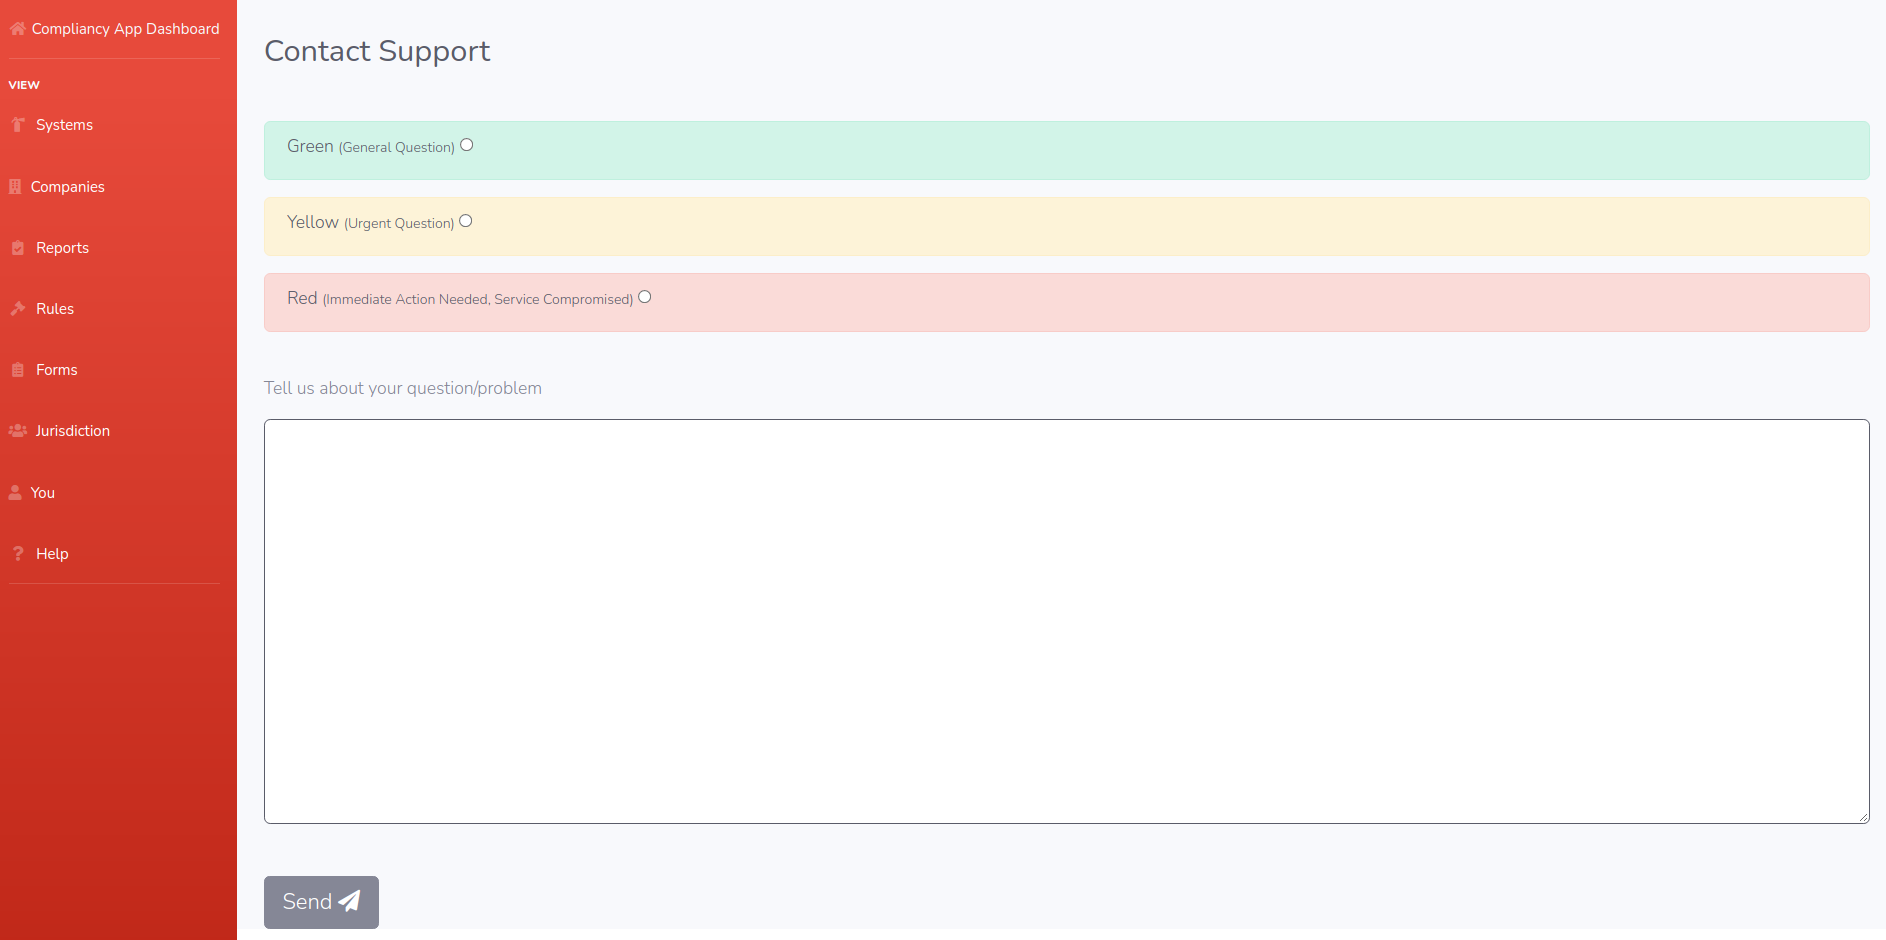 Compliancy App Dashboard
VIEW
Systems
Companies
Reports
Rules
Forms
Jurisdiction
You
Help
Contact Support
Green (General Question)
Yellow (Urgent Question)
Red (Immediate Action Needed, Service Compromised)
Tell us about your question/problem
Send